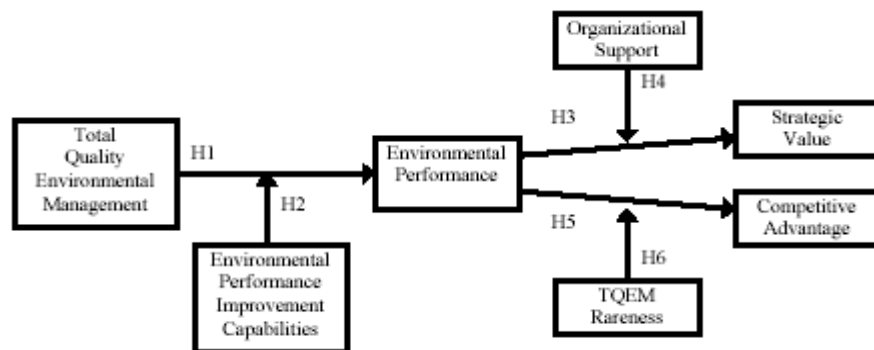 Organizational
Support
H4
H3
Strategic
Value
Total
Quality
Environmental
Management
H1
Environmental
Performance
H2
H5
Competitive
Advantage
Environmental
Performance
Improvement
Capabilities
H6
TQEM
Rareness